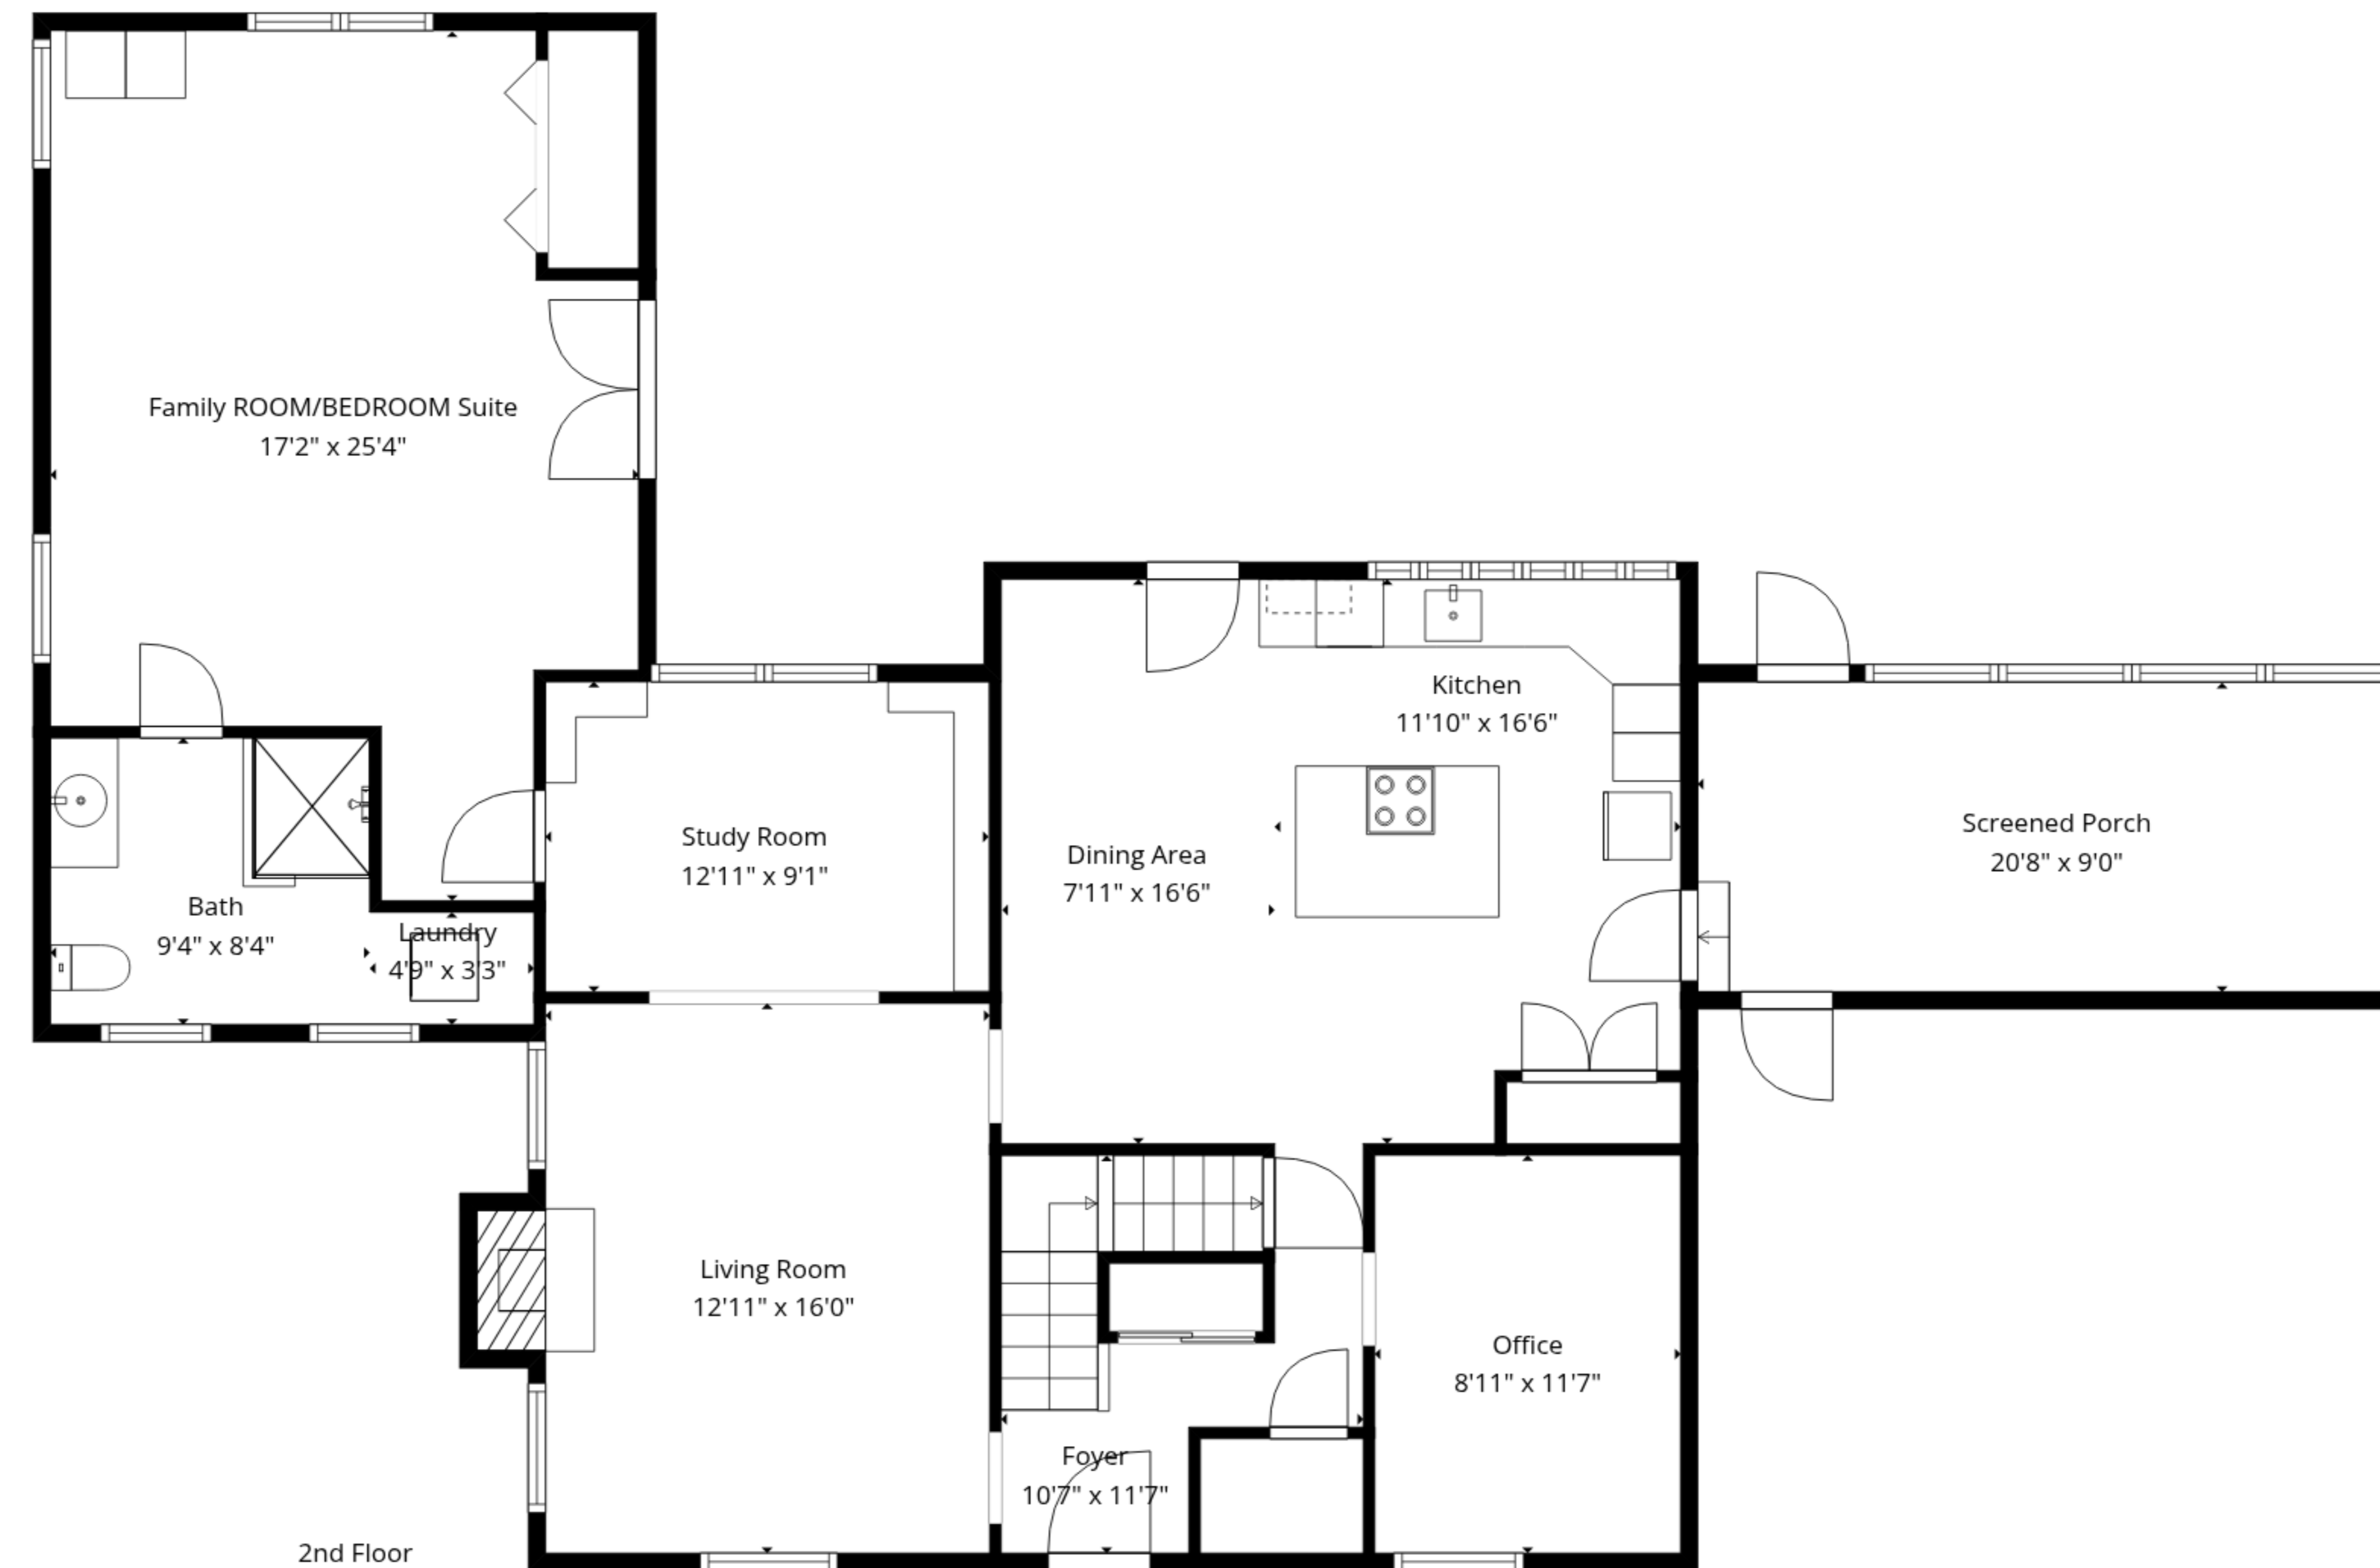 Family ROOM/BEDROOM Suite
17'2" x 25'4"
Kitchen
11'10" x 16'6"
Study Room
12'11" x 9'1"
Dining Area
7'11" x 16'6"
Screened Porch
20'8" x 9'0"
Bath
9'4" x 8'4"
Laundry
4'9" x 3'3"
Living Room
12'11" x 16'0"
Office
8'11" x 11'7"
Foyer
10'7" x 11'7"
2nd Floor